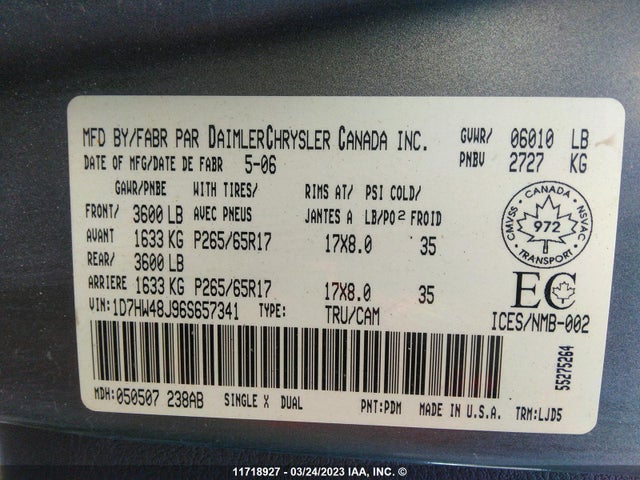 MFD BY/FABR PAR DAIMLERCHRYSLER CANADA INC. GVWR/ 06010 LB
DATE OF MFG/DATE DE FABR 5-06 PNBV 2727 KG
GAWR/PNBE WITH TIRES/ RIMS AT/ PSI COLD/
FRONT/ 3600 LB AVEC PNEUS JANTES A LB/PO2 FROID
AVANT 1633 KG P265/65R17 17X8.0 35
REAR/ 3600 LB
ARRIERE 1633 KG P265/65R17 17X8.0 35
VIN: 1D7HW48J96S657341 TYPE: TRU/CAM
CANADA
CMVSS 972 NSVAC
TRANSPORT
EC
ICES/NMB-002
55275264
MDH: 050507 238AB SINGLE X DUAL PNT: PDM MADE IN U.S.A. TRM: LJD5
11718927 - 03/24/2023 IAA, INC. ©